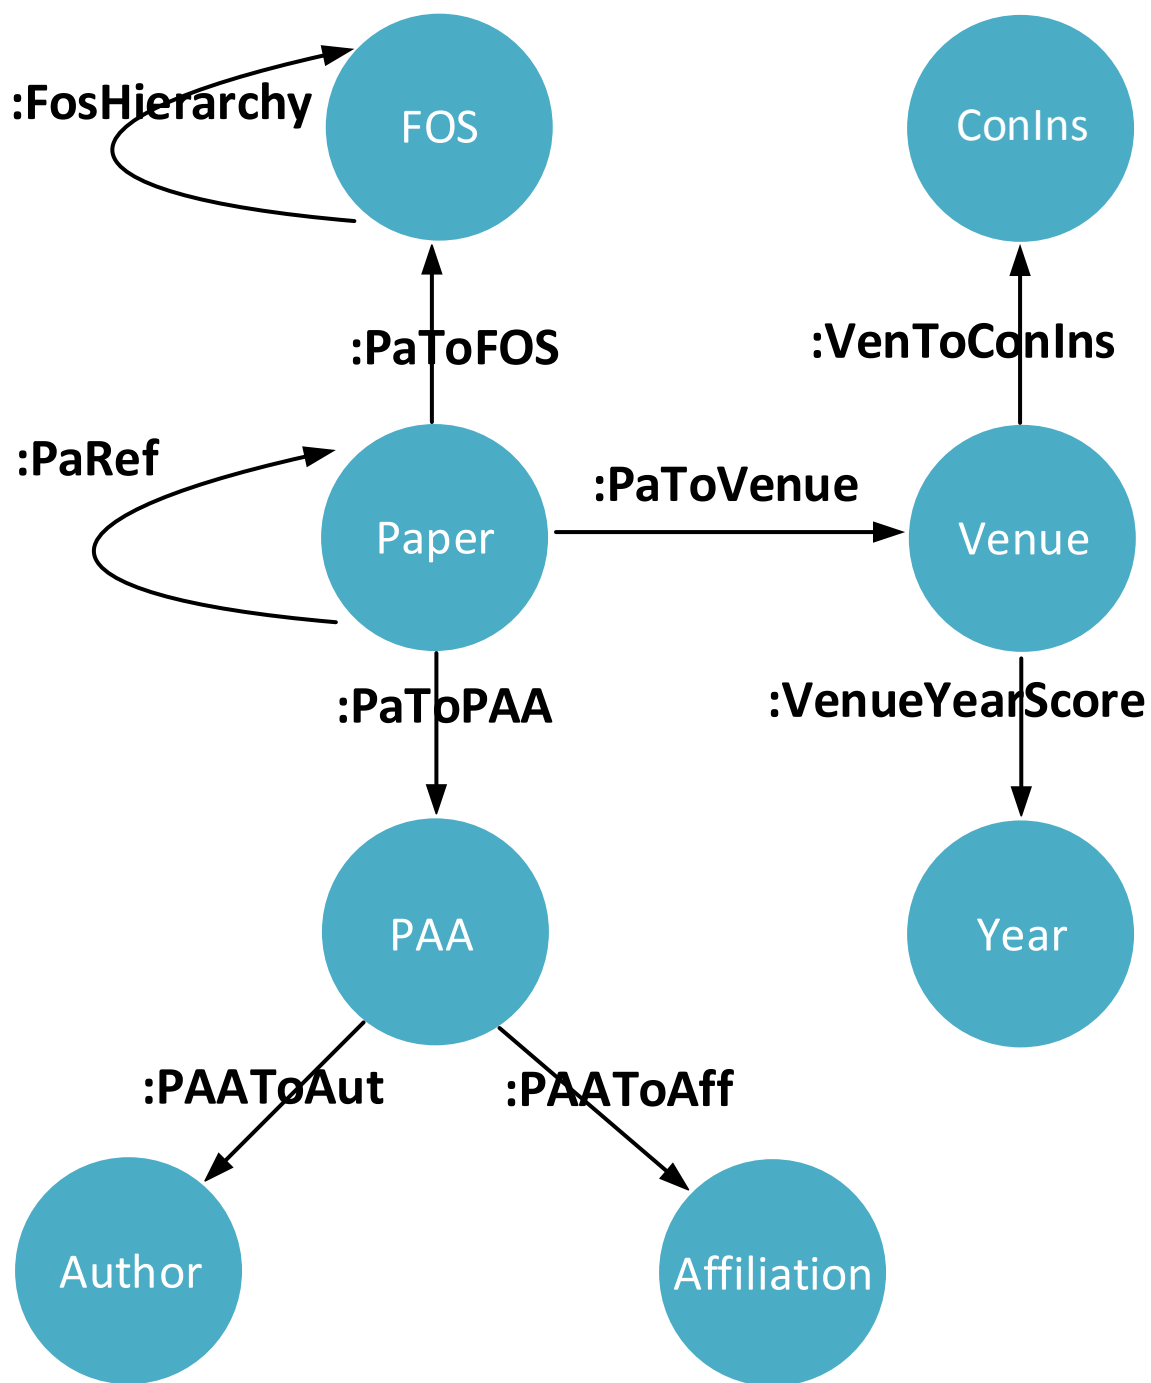 :FosHierarchy
FOS
ConIns
:PaToFOS
:VenToConIns
:PaRef
:PaToVenue
Paper
Venue
:PaToPAA
:VenueYearScore
PAA
Year
:PAAToAut
:PAAToAff
Author
Affiliation